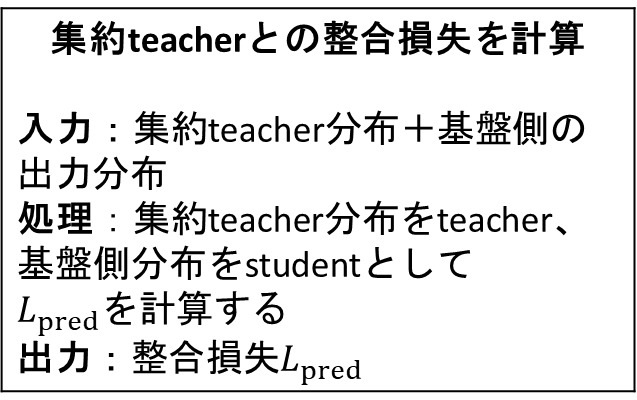 集約teacherとの整合損失を計算
入力：集約teacher分布＋基盤側の
出力分布
処理：集約teacher分布をteacher、
基盤側分布をstudentとして
L_predを計算する
出力：整合損失L_pred